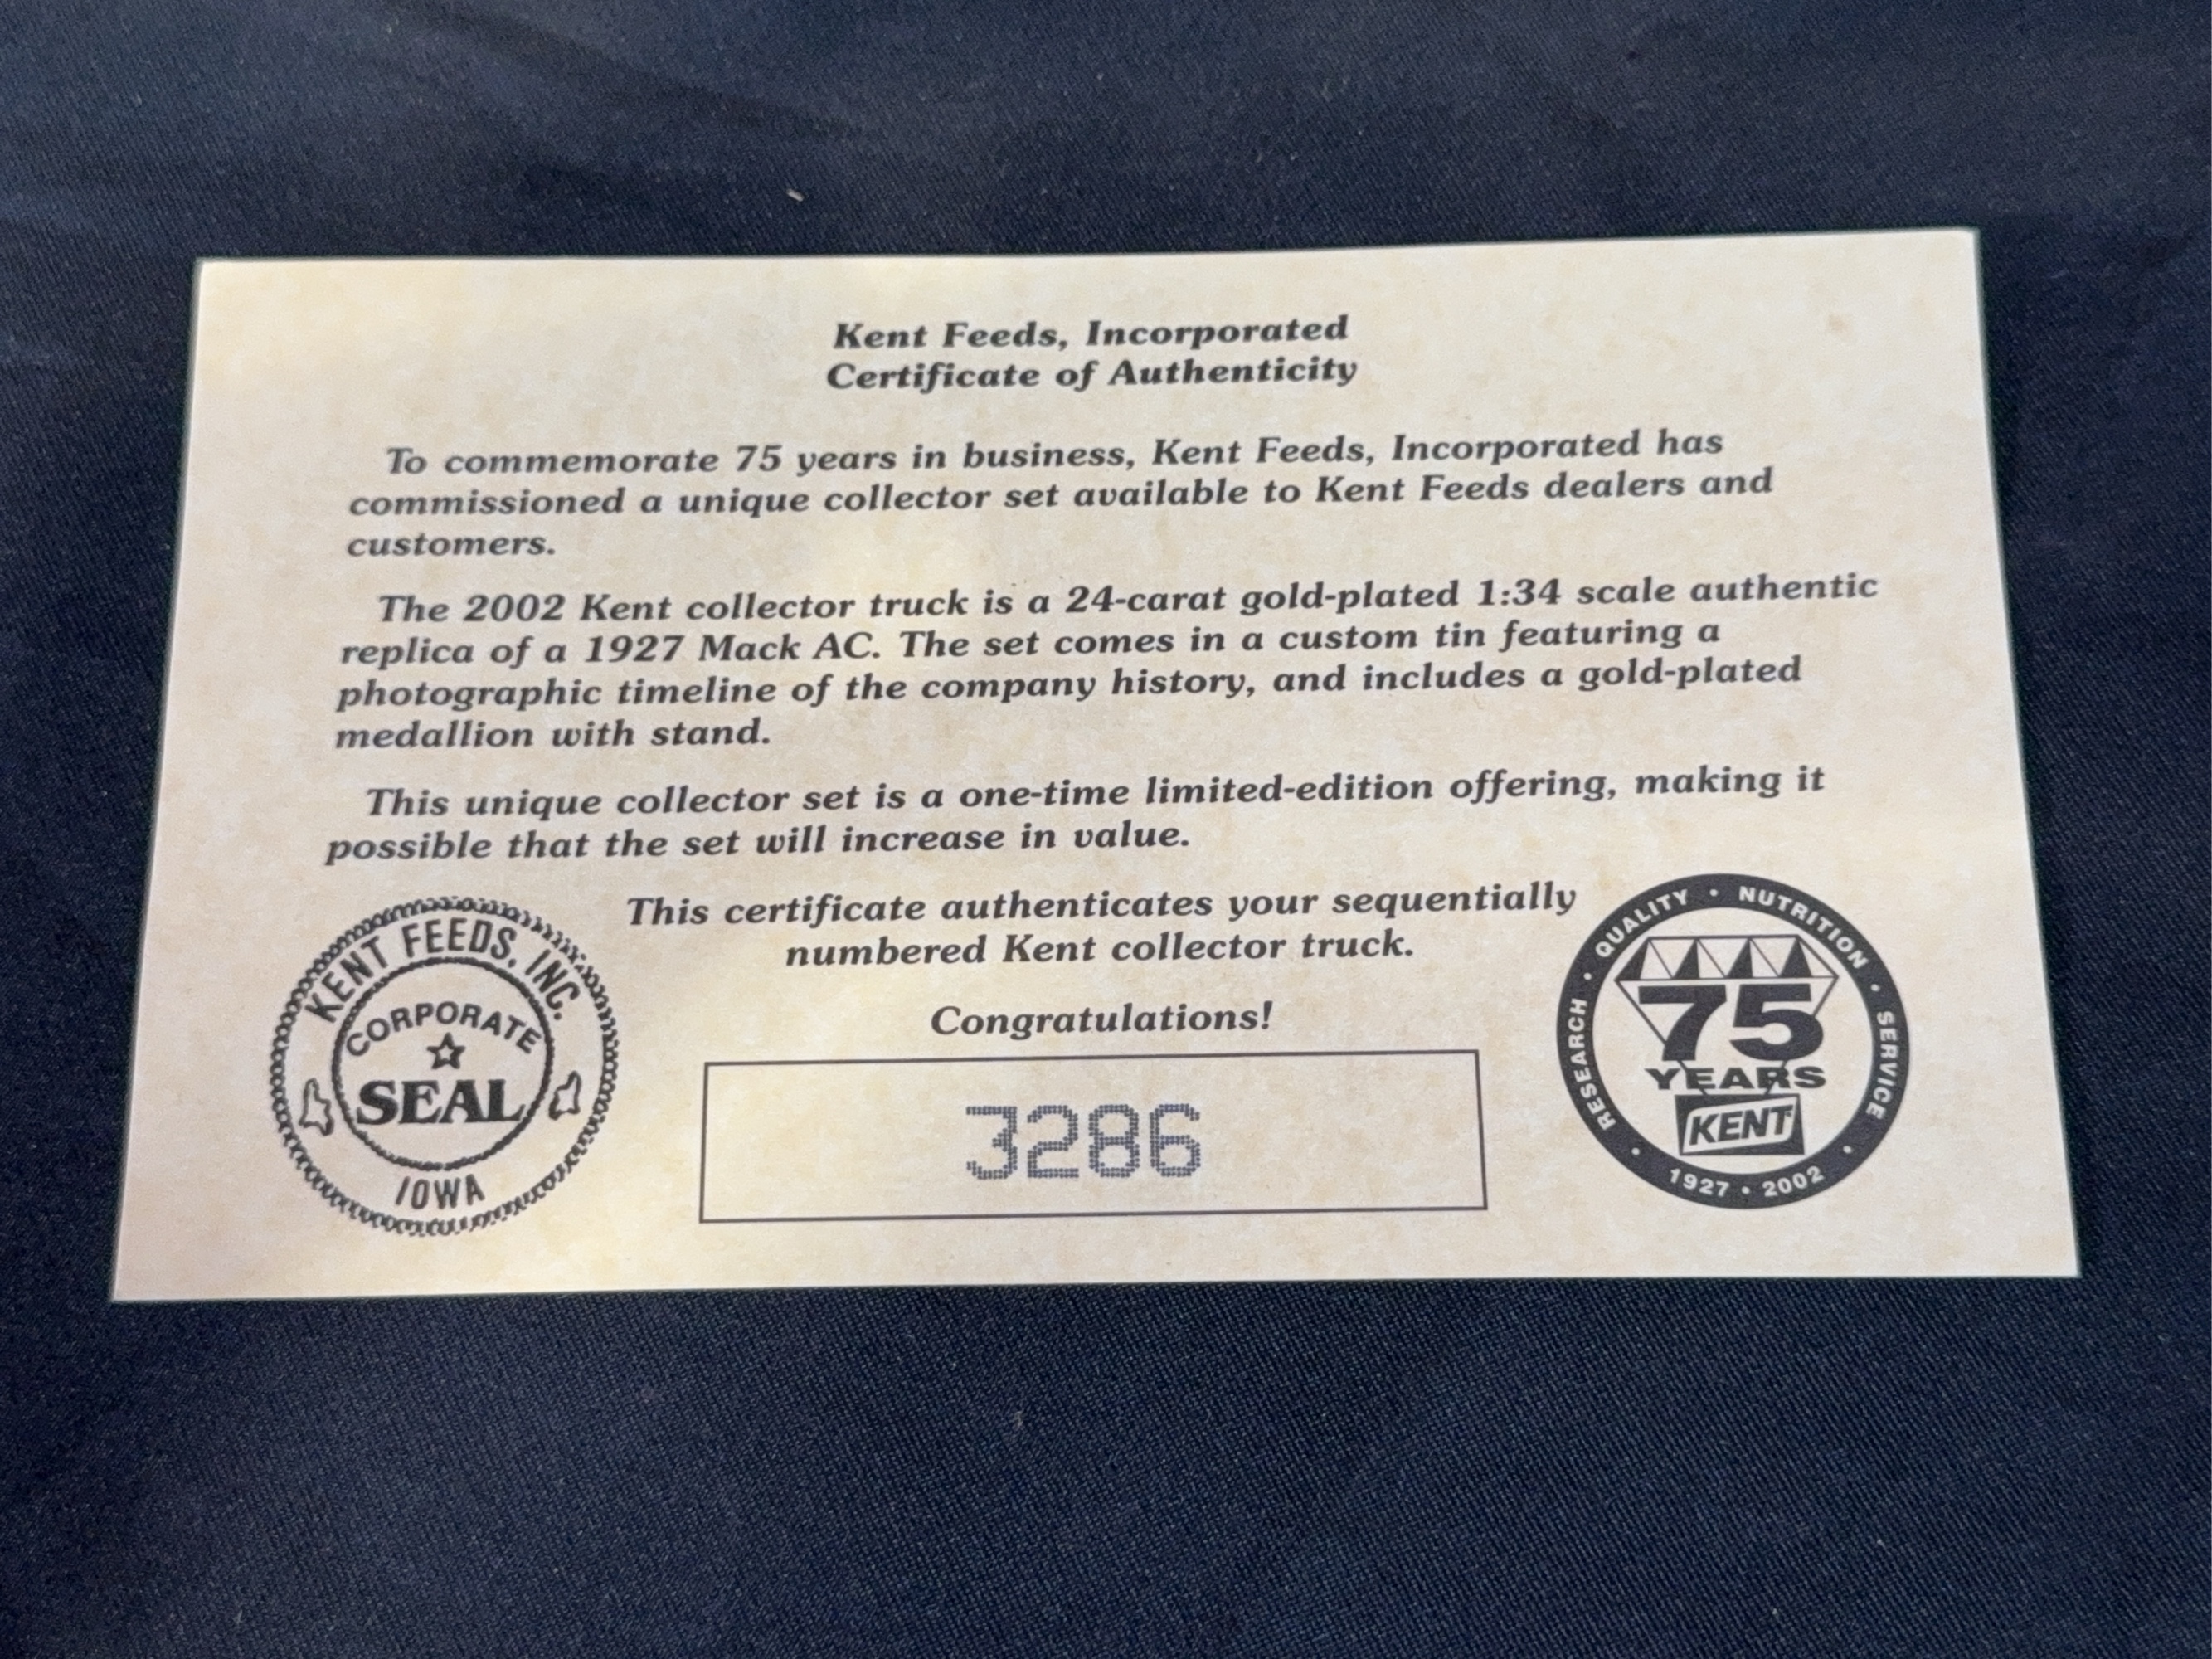 Kent Feeds, Incorporated
Certificate of Authenticity
To commemorate 75 years in business, Kent Feeds, Incorporated has
commissioned a unique collector set available to Kent Feeds dealers and
customers.
The 2002 Kent collector truck is a 24-carat gold-plated 1:34 scale authentic
replica of a 1927 Mack AC. The set comes in a custom tin featuring a
photographic timeline of the company history, and includes a gold-plated
medallion with stand.
This unique collector set is a one-time limited-edition offering, making it
possible that the set will increase in value.
This certificate authenticates your sequentially
numbered Kent collector truck.
Congratulations!
3286
KENT FEEDS, INC.
CORPORATE
SEAL
IOWA
RESEARCH • QUALITY • NUTRITION • SERVICE
75
YEARS
KENT
1927 • 2002